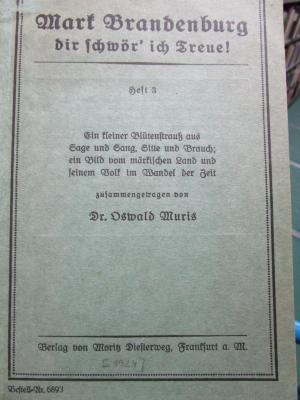 Mark Brandenburg
dir schwör' ich Treue!
Heft 3
Ein kleiner Blütenstrauß aus
Sage und Sang, Sitte und Brauch;
ein Bild vom märkischen Land und
seinem Volk im Wandel der Zeit
zusammengetragen von
Dr. Oswald Muris
Verlag von Moritz Diesterweg, Frankfurt a. M.
Bestell-Nr. 6893